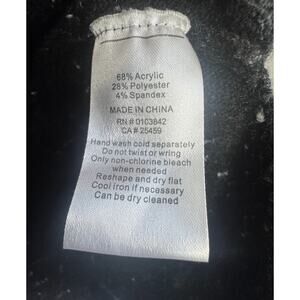 68% Acrylic
28% Polyester
4% Spandex
MADE IN CHINA
RN # 0103842
CA # 25459
Hand wash cold separately
Do not twist or wring
Only non-chlorine bleach
when needed
Reshape and dry flat
Cool iron if necessary
Can be dry cleaned